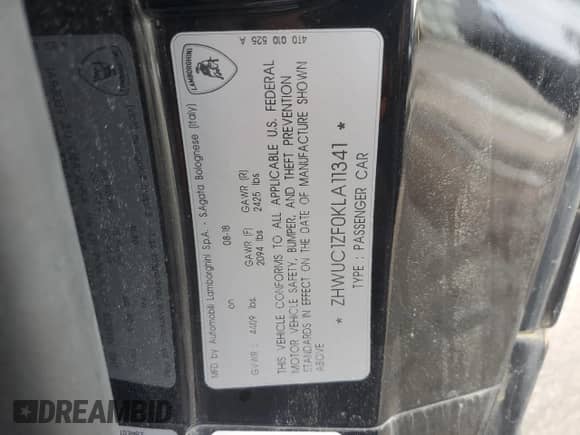 LAMBORGHINI
4T0 010 525 A
MFD. by Automobili Lamborghini S.p.A. - S.Agata Bolognese (Italy)
on 08-18
GVWR : 4409 lbs GAWR (F) 2094 lbs GAWR (R) 2425 lbs
THIS VEHICLE CONFORMS TO ALL APPLICABLE U.S. FEDERAL
MOTOR VEHICLE SAFETY, BUMPER, AND THEFT PREVENTION
STANDARDS IN EFFECT ON THE DATE OF MANUFACTURE SHOWN
ABOVE
* ZHWUC1ZF0KLA11341 *
TYPE : PASSENGER CAR
DREAMBID